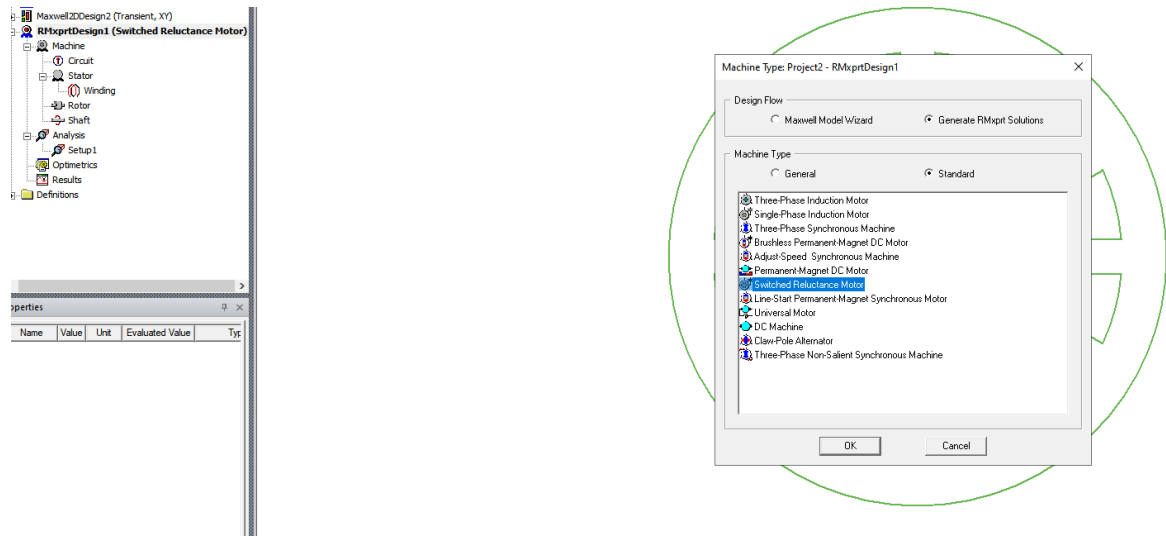 Maxwell2DDesign2 (Transient, XY)
RMxprtDesign1 (Switched Reluctance Motor)
Machine
Circuit
Stator
Winding
Rotor
Shaft
Analysis
Setup1
Optimetrics
Results
Definitions
operties
Name Value Unit Evaluated Value Typ
Machine Type: Project2 - RMxprtDesign1
Design Flow
Maxwell Model Wizard Generate RMxprt Solutions
Machine Type
General Standard
Three-Phase Induction Motor
Single-Phase Induction Motor
Three-Phase Synchronous Machine
Brushless Permanent-Magnet DC Motor
Adjust-Speed Synchronous Machine
Permanent-Magnet DC Motor
Switched Reluctance Motor
Line-Start Permanent-Magnet Synchronous Motor
Universal Motor
DC Machine
Claw-Pole Alternator
Three-Phase Non-Salient Synchronous Machine
OK Cancel